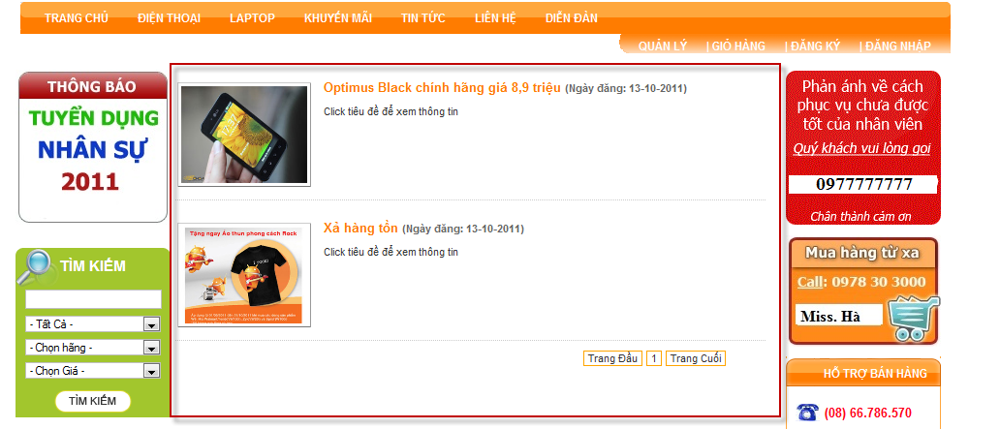 TRANG CHỦ ĐIỆN THOẠI LAPTOP KHUYẾN MÃI TIN TỨC LIÊN HỆ DIỄN ĐÀN
QUẢN LÝ | GIỎ HÀNG | ĐĂNG KÝ | ĐĂNG NHẬP
THÔNG BÁO
TUYỂN DỤNG
NHÂN SỰ
2011
TÌM KIẾM
- Tất Cả -
- Chọn hãng -
- Chọn Giá -
TÌM KIẾM
Optimus Black chính hãng giá 8,9 triệu (Ngày đăng: 13-10-2011)
Click tiêu đề để xem thông tin
Tặng ngay Áo thun phong cách Rock
Xả hàng tồn (Ngày đăng: 13-10-2011)
Click tiêu đề để xem thông tin
Trang Đầu 1 Trang Cuối
Phản ánh về cách
phục vụ chưa được
tốt của nhân viên
Quý khách vui lòng gọi
0977777777
Chân thành cảm ơn
Mua hàng từ xa
Call: 0978 30 3000
Miss. Hà
HỖ TRỢ BÁN HÀNG
(08) 66.786.570